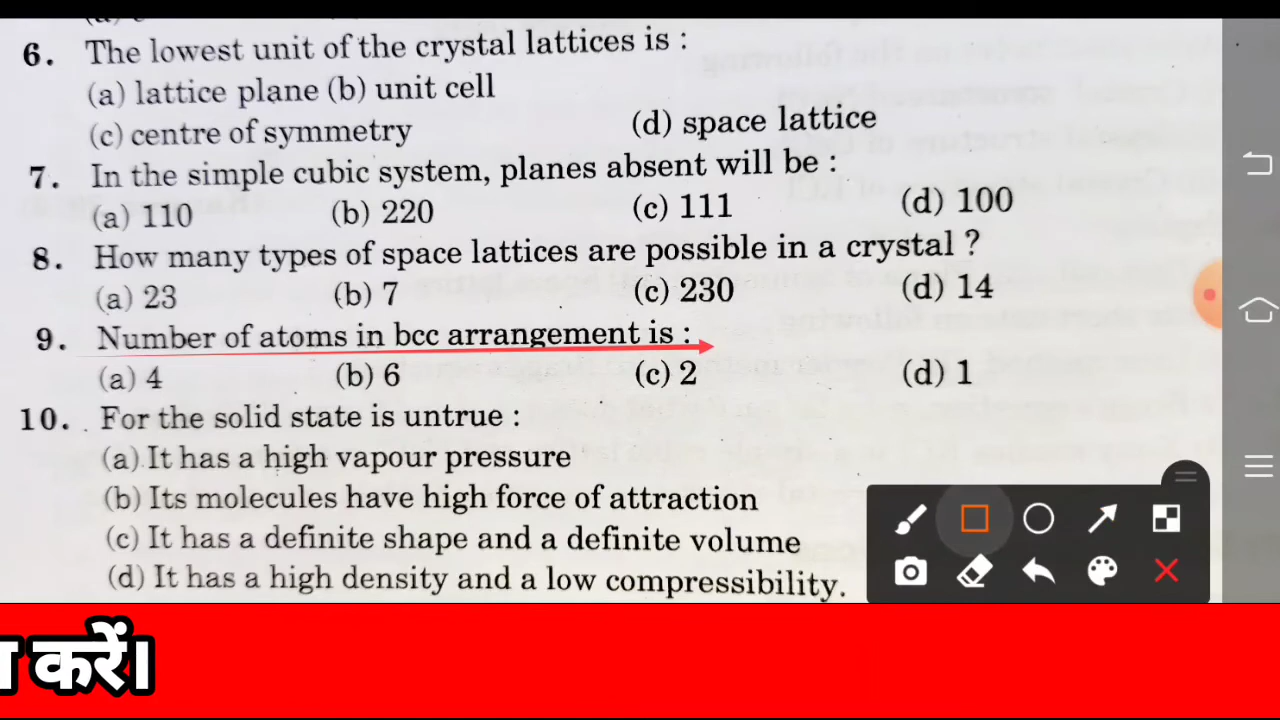 6. The lowest unit of the crystal lattices is :
(a) lattice plane (b) unit cell
(c) centre of symmetry (d) space lattice
7. In the simple cubic system, planes absent will be :
(a) 110 (b) 220 (c) 111 (d) 100
8. How many types of space lattices are possible in a crystal ?
(a) 23 (b) 7 (c) 230 (d) 14
9. Number of atoms in bcc arrangement is :
(a) 4 (b) 6 (c) 2 (d) 1
10. For the solid state is untrue :
(a) It has a high vapour pressure
(b) Its molecules have high force of attraction
(c) It has a definite shape and a definite volume
(d) It has a high density and a low compressibility.
करें।